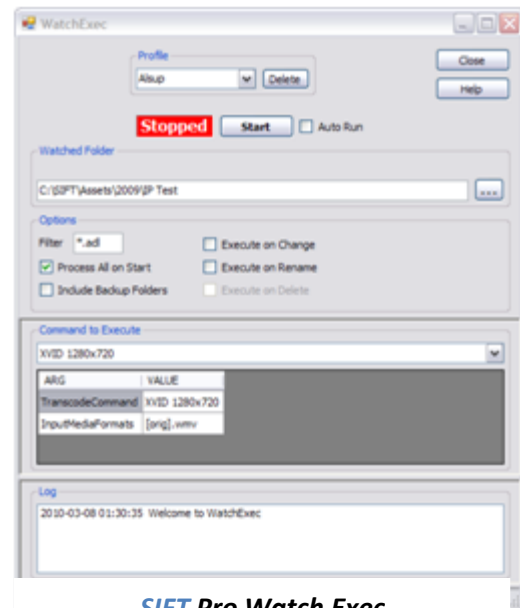 WatchExec
Profile
Alsup
Delete
Close
Help
Stopped
Start
Auto Run
Watched Folder
C:\SIFT\Assets\2009\JP Test
...
Options
Filter *.adl
Execute on Change
Process All on Start
Execute on Rename
Include Backup Folders
Execute on Delete
Command to Execute
XVID 1280x720
ARG VALUE
TranscodeCommand XVID 1280x720
InputMediaFormats [orig].wmv
Log
2010-03-08 01:30:35 Welcome to WatchExec
SIFT Pro Watch Exec